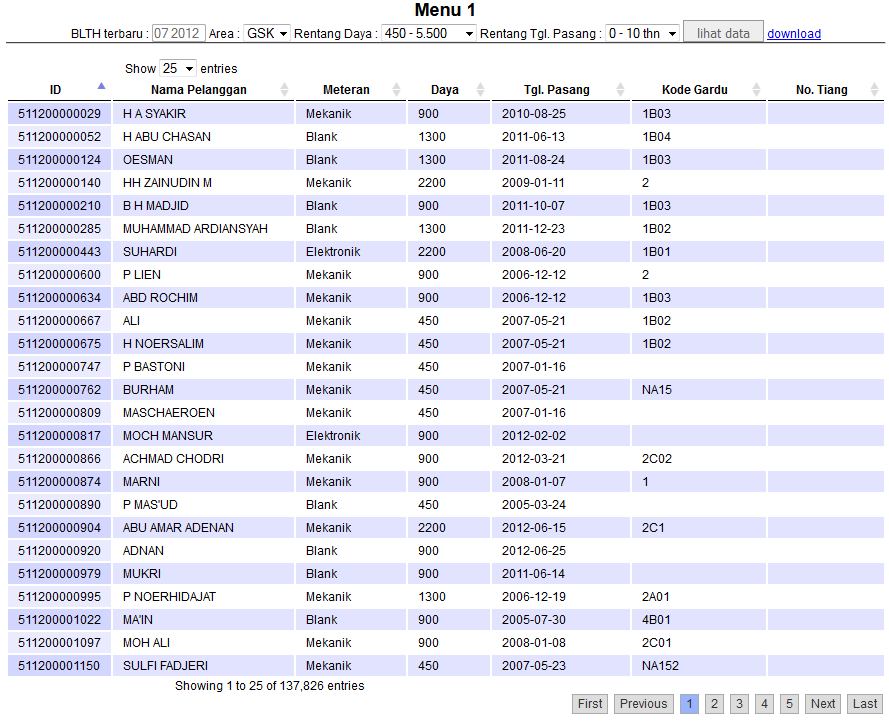 Menu 1
BLTH terbaru : 07 2012 Area : GSK Rentang Daya : 450 - 5.500 Rentang Tgl. Pasang : 0 - 10 thn lihat data download
Show 25 entries
ID Nama Pelanggan Meteran Daya Tgl. Pasang Kode Gardu No. Tiang
511200000029 H A SYAKIR Mekanik 900 2010-08-25 1B03
511200000052 H ABU CHASAN Blank 1300 2011-06-13 1B04
511200000124 OESMAN Blank 1300 2011-08-24 1B03
511200000140 HH ZAINUDIN M Mekanik 2200 2009-01-11 2
511200000210 B H MADJID Blank 900 2011-10-07 1B03
511200000285 MUHAMMAD ARDIANSYAH Blank 1300 2011-12-23 1B02
511200000443 SUHARDI Elektronik 2200 2008-06-20 1B01
511200000600 P LIEN Mekanik 900 2006-12-12 2
511200000634 ABD ROCHIM Mekanik 900 2006-12-12 1B03
511200000667 ALI Mekanik 450 2007-05-21 1B02
511200000675 H NOERSALIM Mekanik 450 2007-05-21 1B02
511200000747 P BASTONI Mekanik 450 2007-01-16
511200000762 BURHAM Mekanik 450 2007-05-21 NA15
511200000809 MASCHAEROEN Mekanik 450 2007-01-16
511200000817 MOCH MANSUR Elektronik 900 2012-02-02
511200000866 ACHMAD CHODRI Mekanik 900 2012-03-21 2C02
511200000874 MARNI Mekanik 900 2008-01-07 1
511200000890 P MAS'UD Blank 450 2005-03-24
511200000904 ABU AMAR ADENAN Mekanik 2200 2012-06-15 2C1
511200000920 ADNAN Blank 900 2012-06-25
511200000979 MUKRI Blank 900 2011-06-14
511200000995 P NOERHIDAJAT Mekanik 1300 2006-12-19 2A01
511200001022 MA'IN Blank 900 2005-07-30 4B01
511200001097 MOH ALI Mekanik 900 2008-01-08 2C01
511200001150 SULFI FADJERI Mekanik 450 2007-05-23 NA152
Showing 1 to 25 of 137,826 entries
First Previous 1 2 3 4 5 Next Last